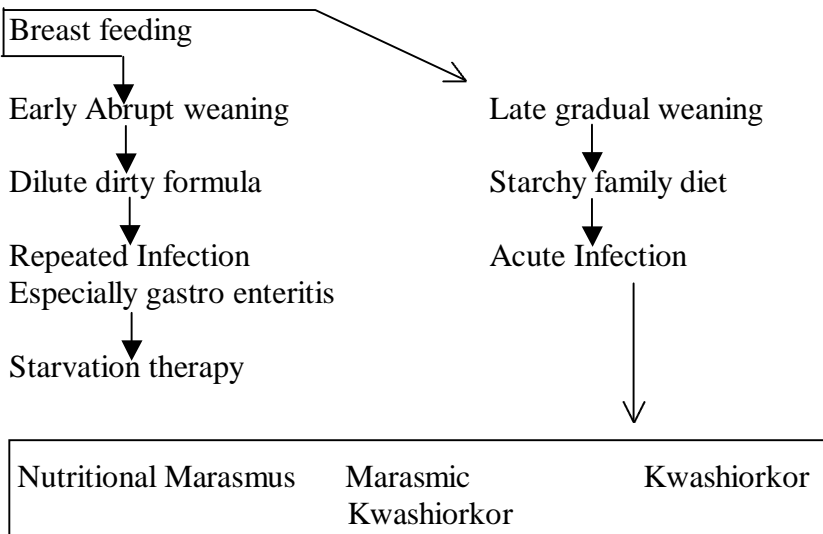 Breast feeding
Early Abrupt weaning
Dilute dirty formula
Repeated Infection
Especially gastro enteritis
Starvation therapy
Late gradual weaning
Starchy family diet
Acute Infection
Nutritional Marasmus
Marasmic
Kwashiorkor
Kwashiorkor